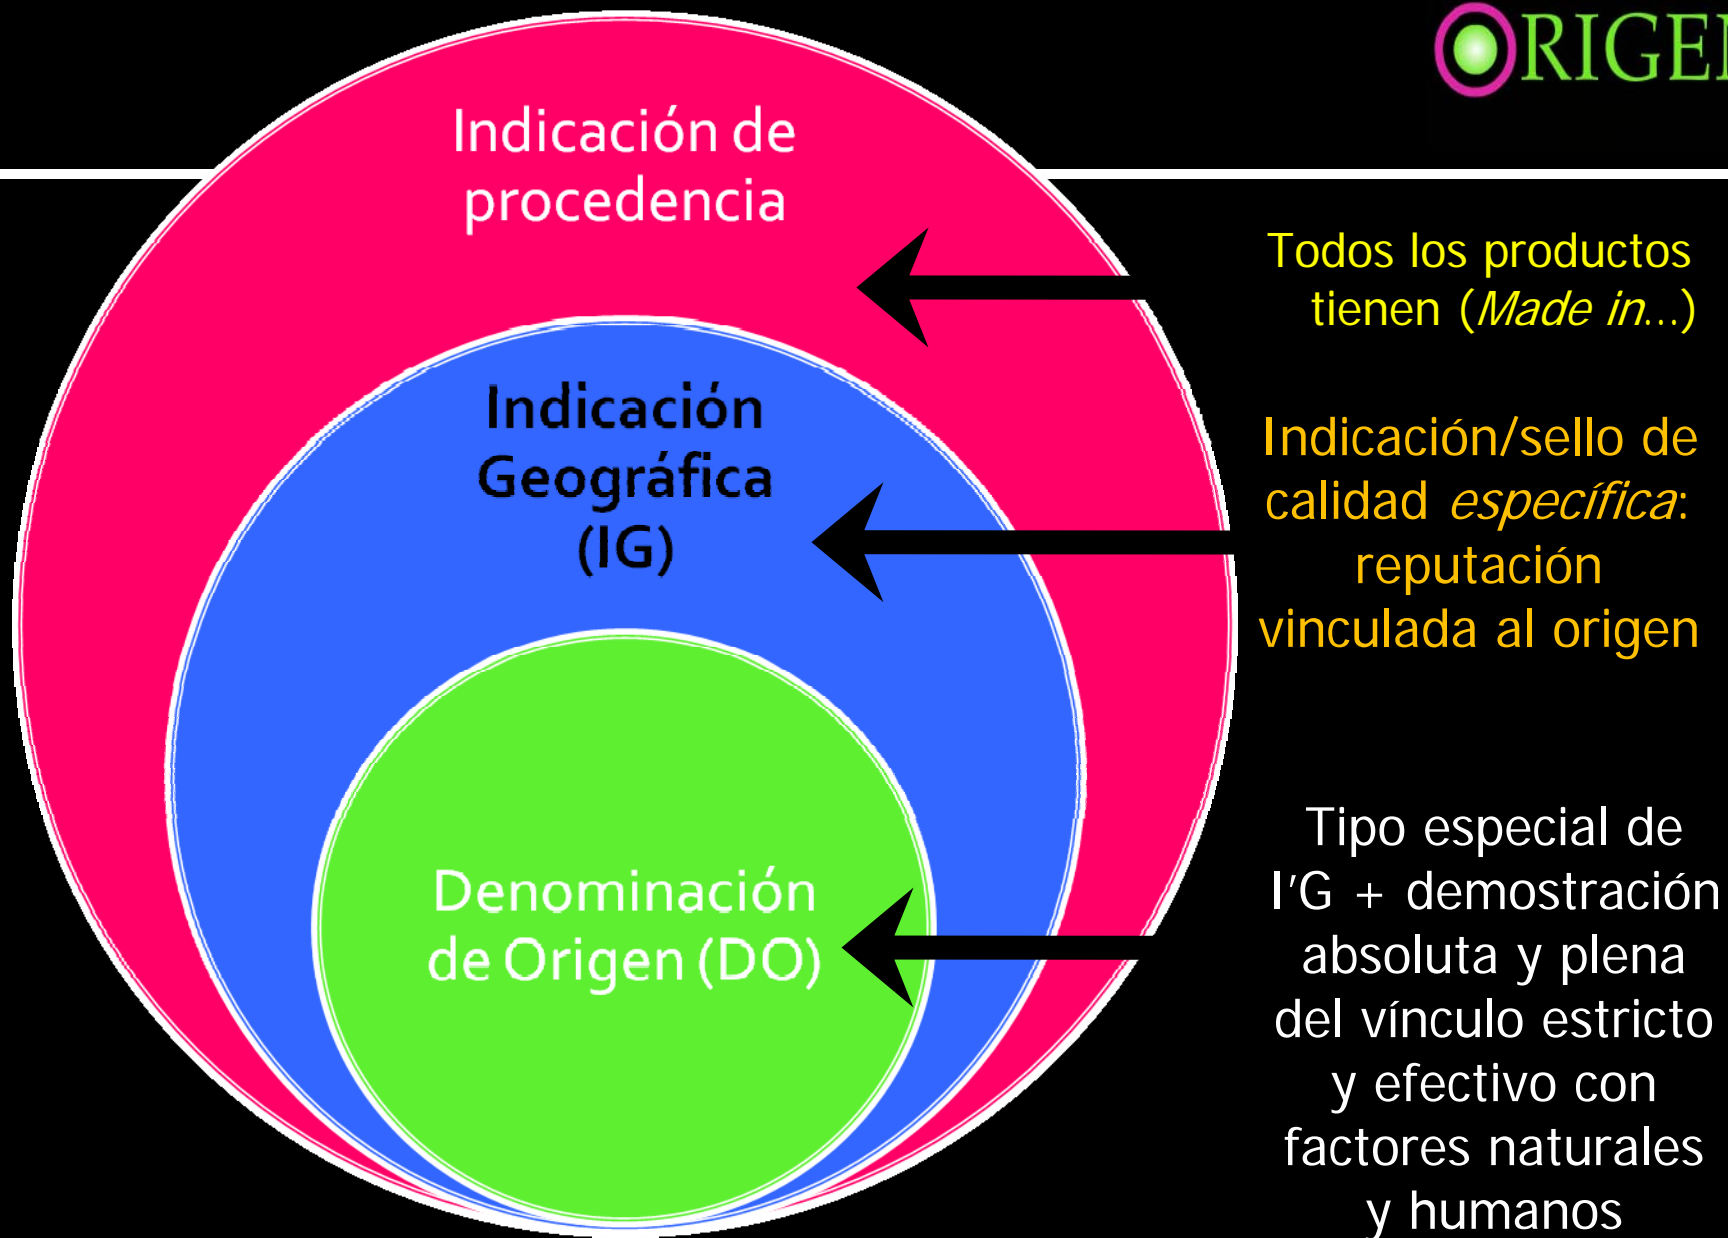 ORIGEN
Indicación de
procedencia
Todos los productos
tienen (Made in...)
Indicación
Geográfica
(IG)
Indicación/sello de
calidad específica:
reputación
vinculada al origen
Denominación
de Origen (DO)
Tipo especial de
I'G + demostración
absoluta y plena
del vínculo estricto
y efectivo con
factores naturales
y humanos